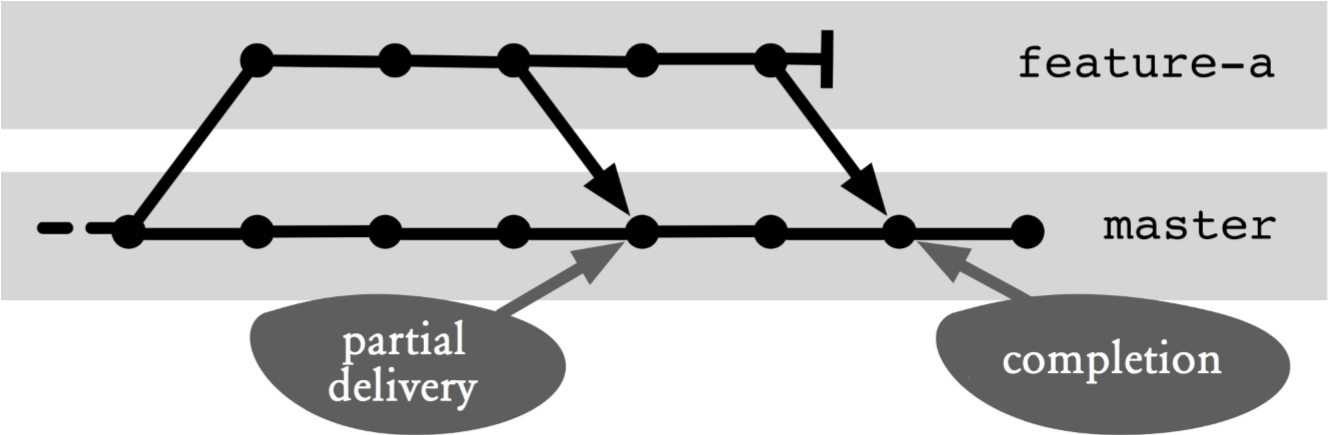 feature-a
master
partial
delivery
completion